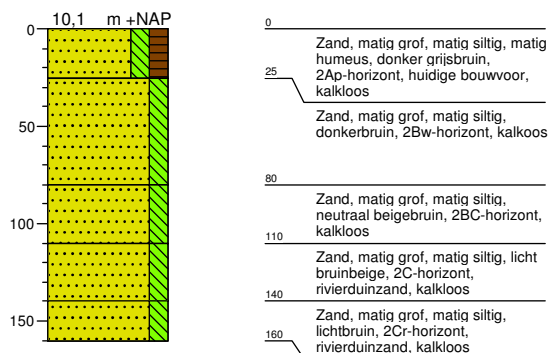 10,1 m +NAP
0
50
100
150
0
Zand, matig grof, matig siltig, matig
humeus, donker grijsbruin,
2Ap-horizont, huidige bouwvoor,
kalkloos
25
Zand, matig grof, matig siltig,
donkerbruin, 2Bw-horizont, kalkoos
80
Zand, matig grof, matig siltig,
neutraal beigebruin, 2BC-horizont,
kalkloos
110
Zand, matig grof, matig siltig, licht
bruinbeige, 2C-horizont,
rivierduinzand, kalkloos
140
Zand, matig grof, matig siltig,
lichtbruin, 2Cr-horizont,
rivierduinzand, kalkloos
160